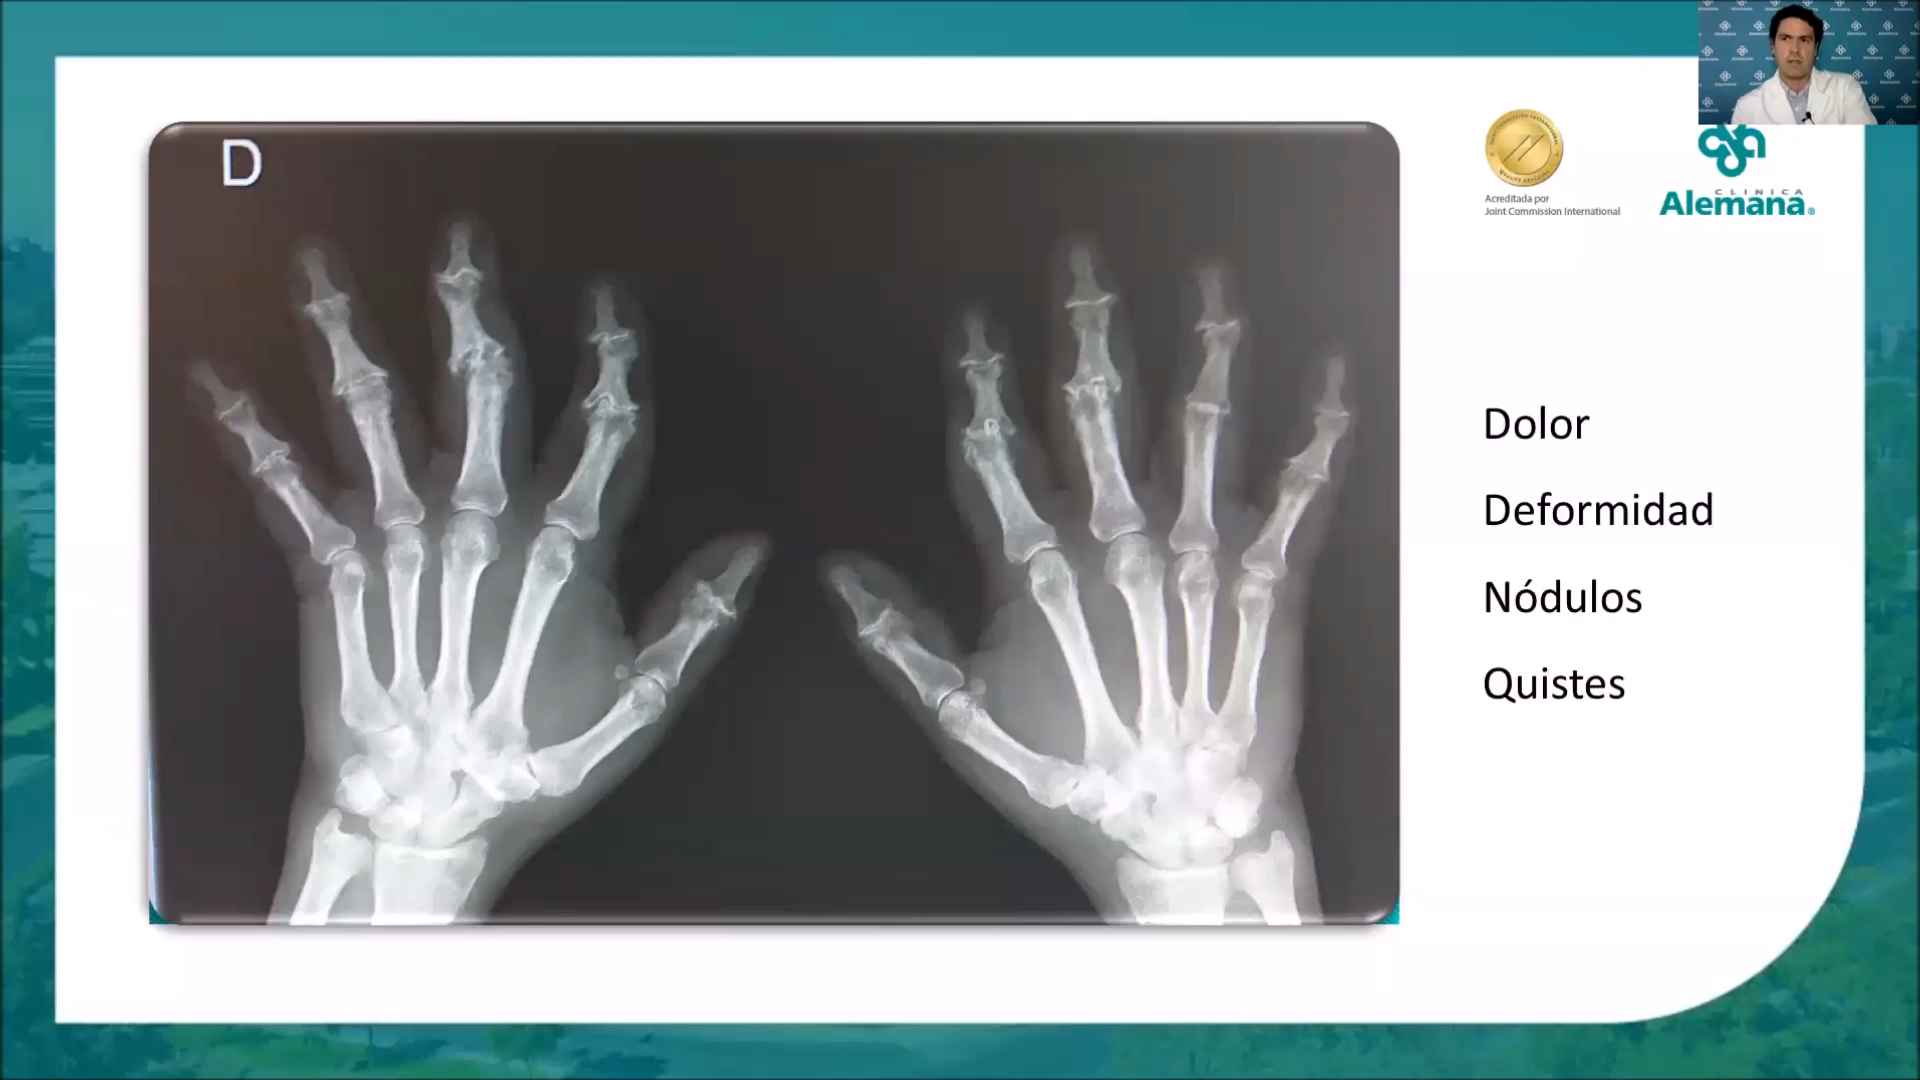 D
Acreditada por
Joint Commission International
CLINICA
Alemana®
Dolor
Deformidad
Nódulos
Quistes